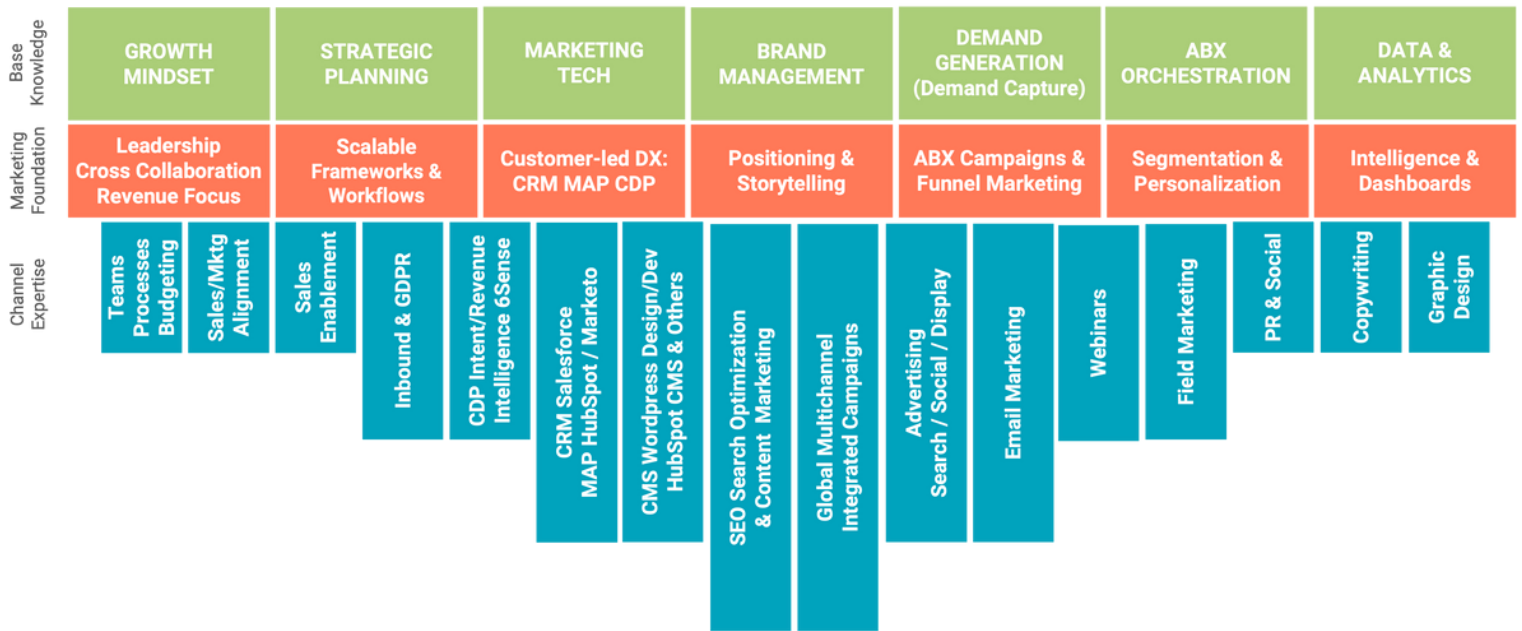 Base
Knowledge
GROWTH
MINDSET
STRATEGIC
PLANNING
MARKETING
TECH
BRAND
MANAGEMENT
DEMAND
GENERATION
(Demand Capture)
ABX
ORCHESTRATION
DATA &
ANALYTICS
Marketing
Foundation
Leadership
Cross Collaboration
Revenue Focus
Scalable
Frameworks &
Workflows
Customer-led DX:
CRM MAP CDP
Positioning &
Storytelling
ABX Campaigns &
Funnel Marketing
Segmentation &
Personalization
Intelligence &
Dashboards
Channel
Expertise
Teams
Processes
Budgeting
Sales/Mktg
Alignment
Sales
Enablement
Inbound & GDPR
CDP Intent/Revenue
Intelligence 6Sense
CRM Salesforce
MAP HubSpot / Marketo
CMS Wordpress Design/Dev
HubSpot CMS & Others
SEO Search Optimization
& Content Marketing
Global Multichannel
Integrated Campaigns
Advertising
Search / Social / Display
Email Marketing
Webinars
Field Marketing
PR & Social
Copywriting
Graphic
Design